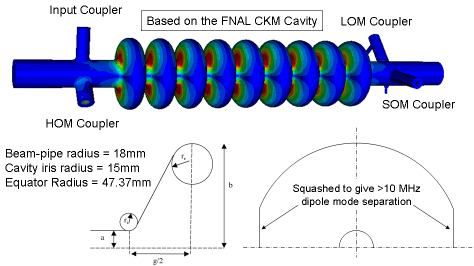 Input Coupler
Based on the FNAL CKM Cavity
LOM Coupler
HOM Coupler
SOM Coupler
Beam-pipe radius = 18mm
Cavity iris radius = 15mm
Equator Radius = 47.37mm
a
b
g/2
Squashed to give >10 MHz
dipole mode separation